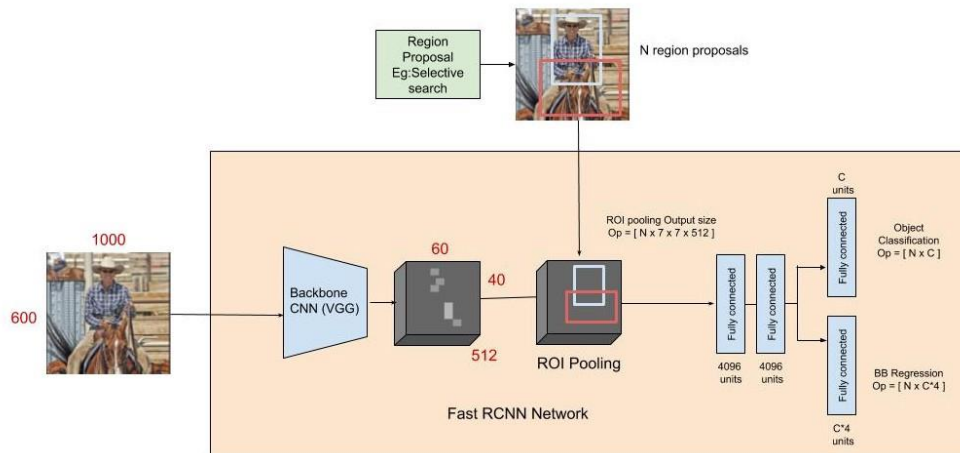 Region
Proposal
Eg:Selective
search
N region proposals
1000
600
Backbone
CNN (VGG)
60
40
512
ROI pooling Output size
Op = [ N x 7 x 7 x 512 ]
ROI Pooling
Fully connected
Fully connected
4096
units
4096
units
C
units
Fully connected
Object
Classification
Op = [ N x C ]
Fully connected
BB Regression
Op = [ N x C*4 ]
C*4
units
Fast RCNN Network